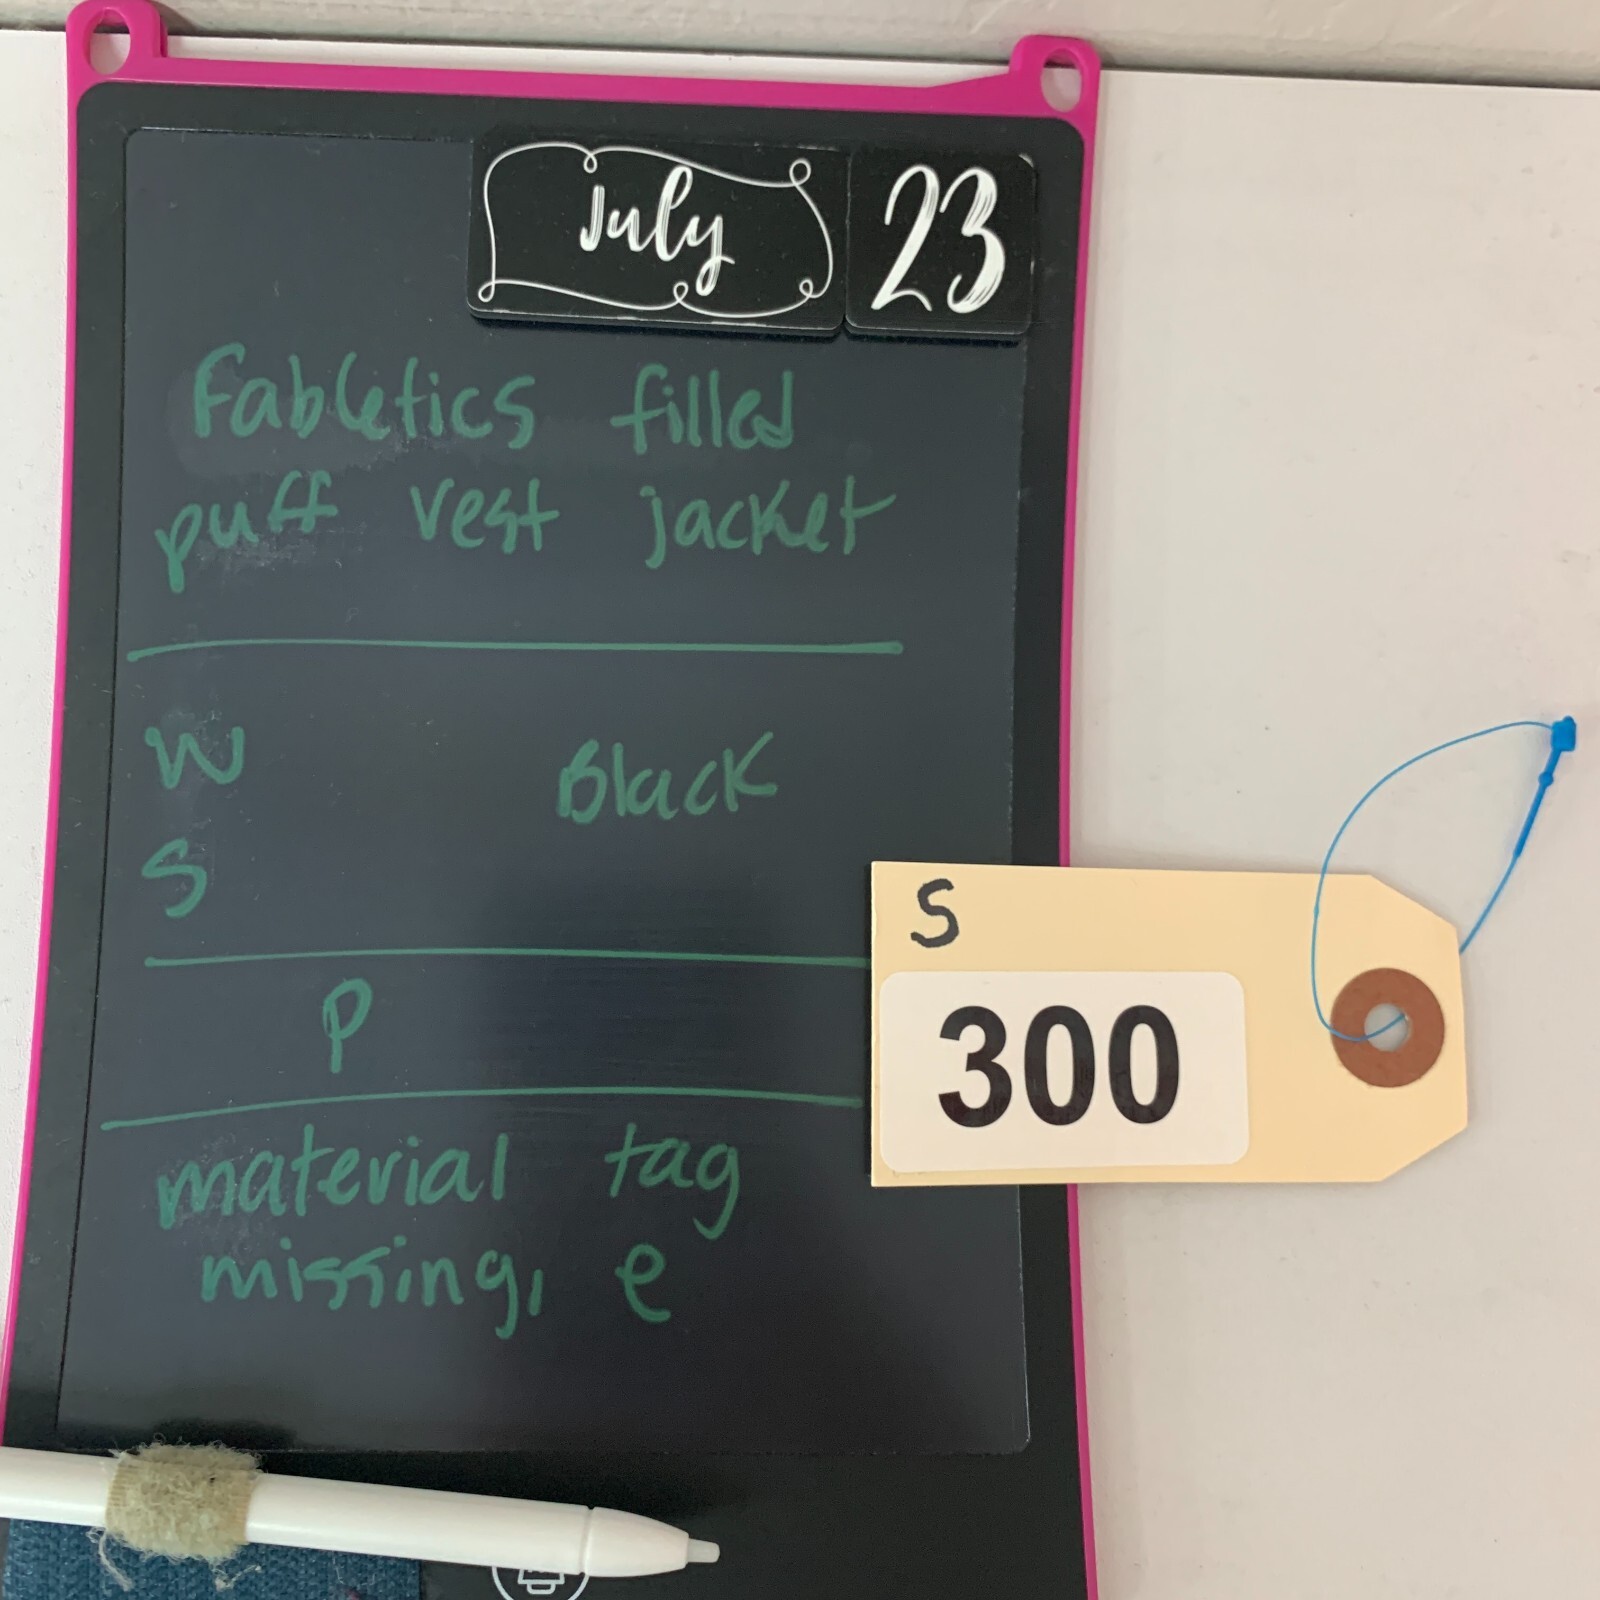 July 23
Fabletics filled
puff vest jacket
W Black
S
P
material tag
missing, e
S
300